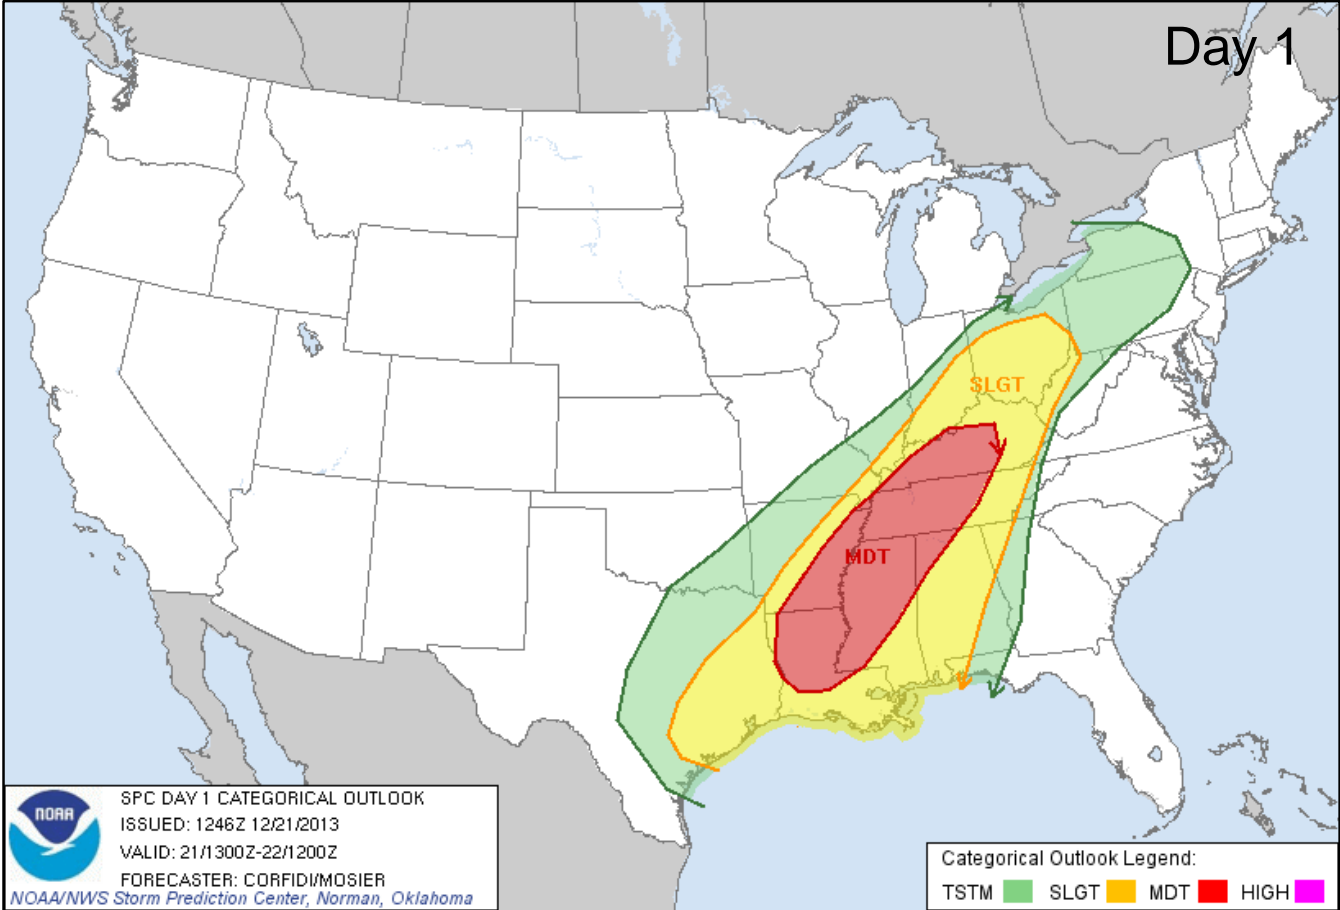 Day 1
SLGT
MDT
NOAA
SPC DAY 1 CATEGORICAL OUTLOOK
ISSUED: 1246Z 12/21/2013
VALID: 21/1300Z-22/1200Z
FORECASTER: CORFIDI/MOSIER
NOAA/NWS Storm Prediction Center, Norman, Oklahoma
Categorical Outlook Legend:
TSTM SLGT MDT HIGH